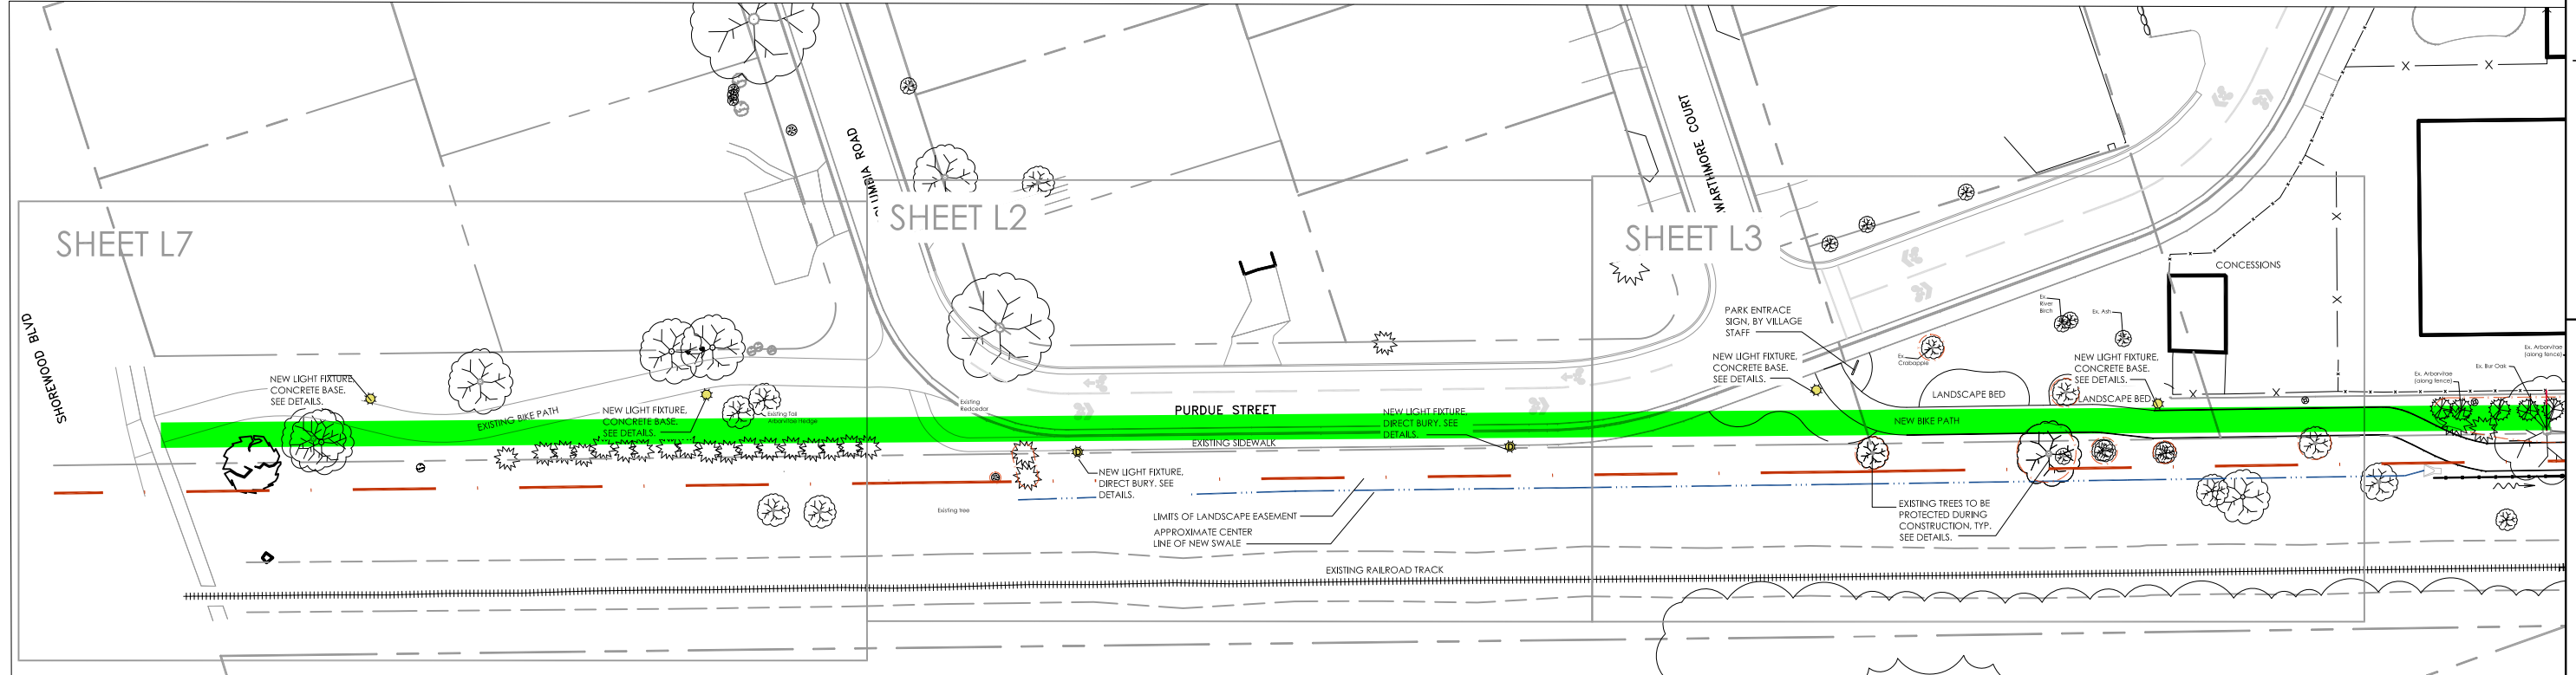 SHEET L7
SHEET L2
SHEET L3
SHOREWOOD BLVD
ROAD
WARTHMORE COURT
NEW LIGHT FIXTURE,
CONCRETE BASE.
SEE DETAILS.
EXISTING BIKE PATH
NEW LIGHT FIXTURE,
CONCRETE BASE.
SEE DETAILS.
Existing Tall
Arborvitae Hedge
Existing
Redcedar
PURDUE STREET
EXISTING SIDEWALK
NEW LIGHT FIXTURE,
DIRECT BURY. SEE
DETAILS.
NEW LIGHT FIXTURE,
DIRECT BURY. SEE
DETAILS.
Existing tree
LIMITS OF LANDSCAPE EASEMENT
APPROXIMATE CENTER
LINE OF NEW SWALE
EXISTING RAILROAD TRACK
PARK ENTRACE
SIGN, BY VILLAGE
STAFF
NEW LIGHT FIXTURE,
CONCRETE BASE.
SEE DETAILS.
Ex.
Crabapple
LANDSCAPE BED
NEW BIKE PATH
Ex.
River
Birch
Ex. Ash
NEW LIGHT FIXTURE,
CONCRETE BASE.
SEE DETAILS.
LANDSCAPE BED
CONCESSIONS
EXISTING TREES TO BE
PROTECTED DURING
CONSTRUCTION, TYP.
SEE DETAILS.
Ex. Arborvitae
(along fence)
Ex. Bur Oak
Ex. Arborvitae
(along fence)